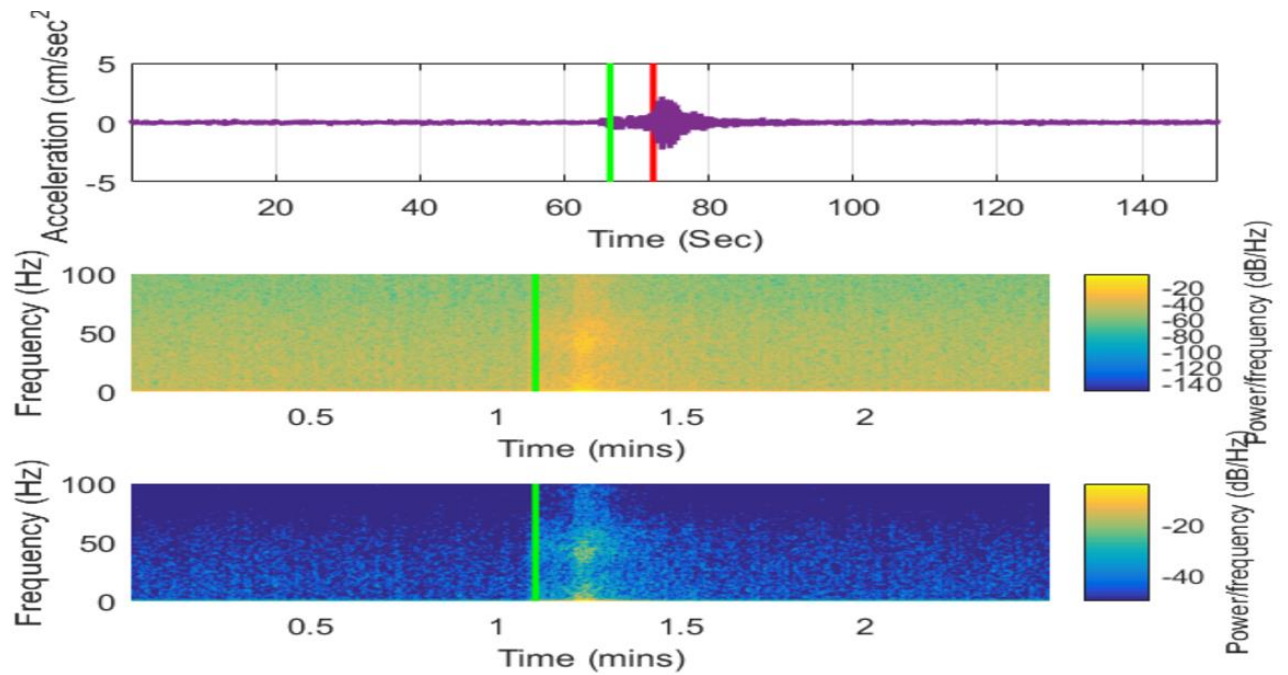 Acceleration (cm/sec²)
5
0
-5
20 40 60 80 100 120 140
Time (Sec)
Frequency (Hz)
100
50
0
0.5 1 1.5 2
Time (mins)
-20
-40
-60
-80
-100
-120
-140
Power/frequency (dB/Hz)
Frequency (Hz)
100
50
0
0.5 1 1.5 2
Time (mins)
-20
-40
Power/frequency (dB/Hz)